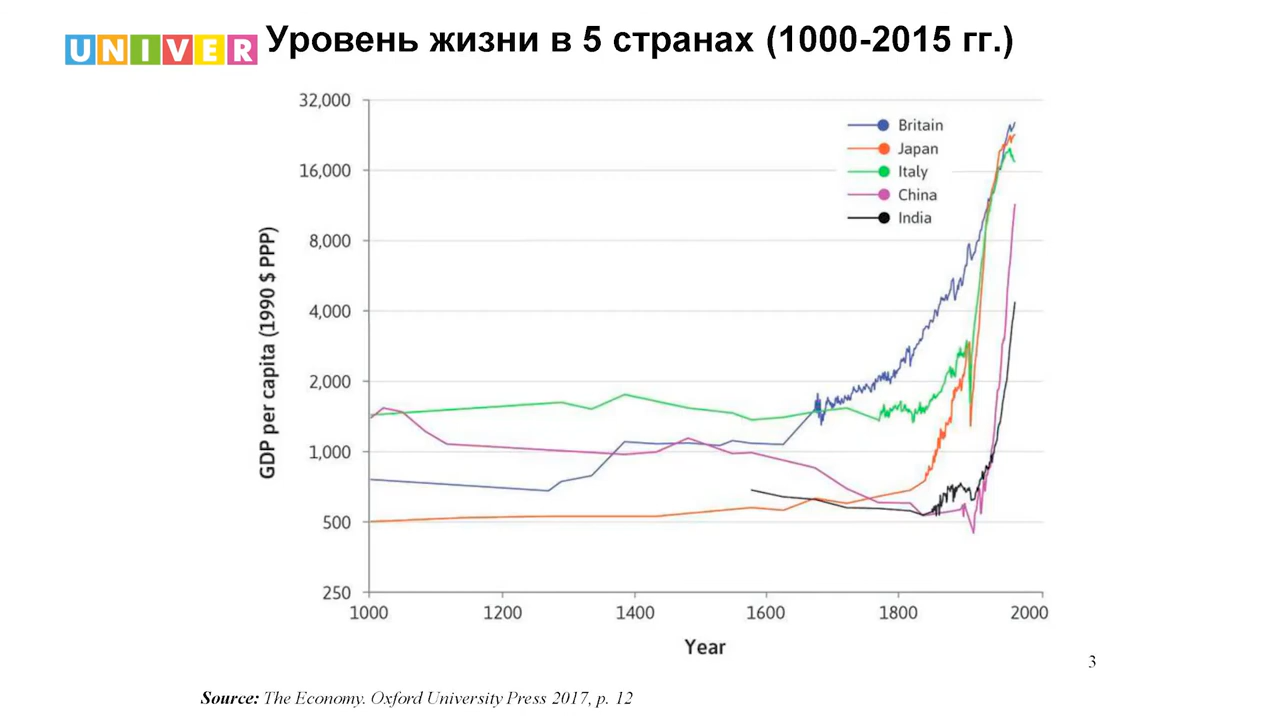 UNIVER
Уровень жизни в 5 странах (1000-2015 гг.)
32,000
16,000
8,000
4,000
2,000
1,000
500
250
GDP per capita (1990 $ PPP)
Britain
Japan
Italy
China
India
1000 1200 1400 1600 1800 2000
Year
3
Source: The Economy. Oxford University Press 2017, p. 12